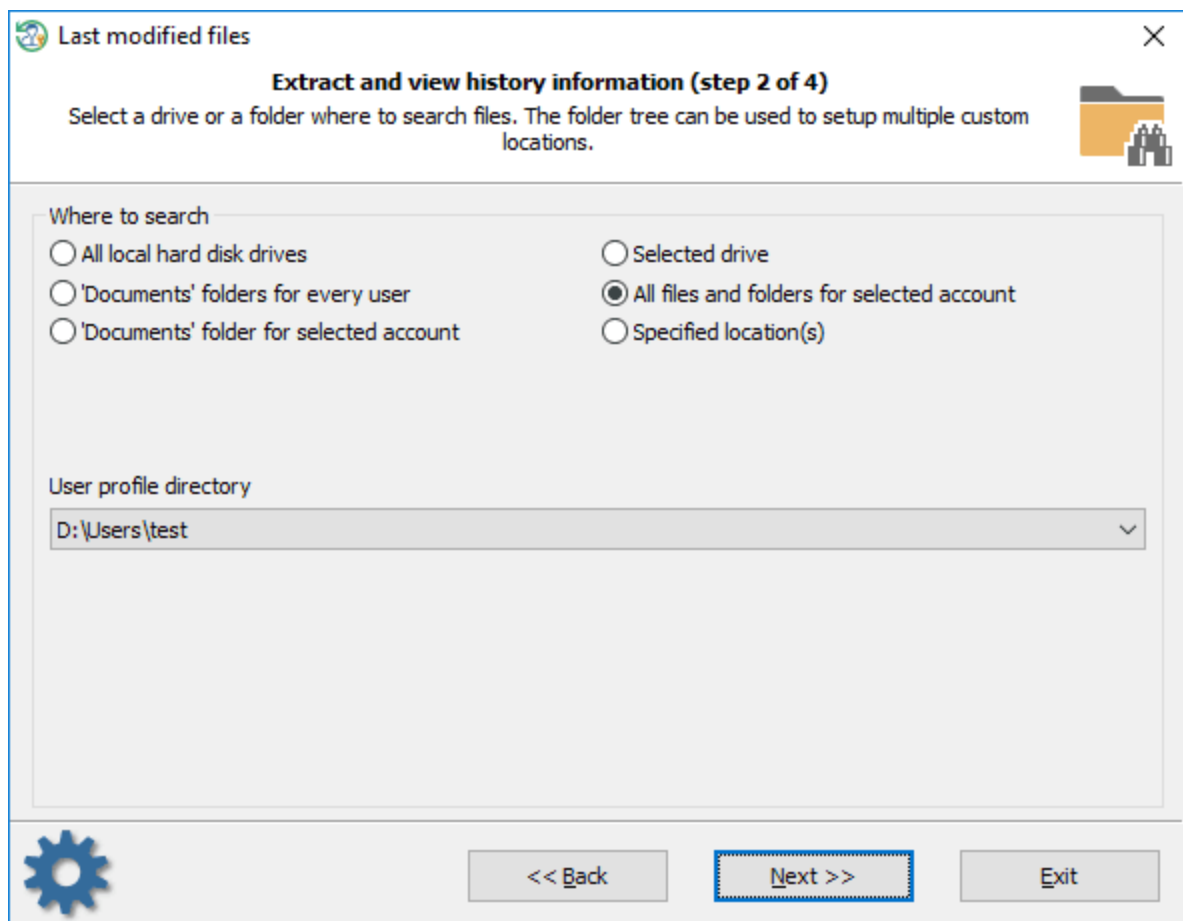 Last modified files
Extract and view history information (step 2 of 4)
Select a drive or a folder where to search files. The folder tree can be used to setup multiple custom
locations.
Where to search
All local hard disk drives
Selected drive
'Documents' folders for every user
All files and folders for selected account
'Documents' folder for selected account
Specified location(s)
User profile directory
D:\Users\test
<< Back
Next >>
Exit